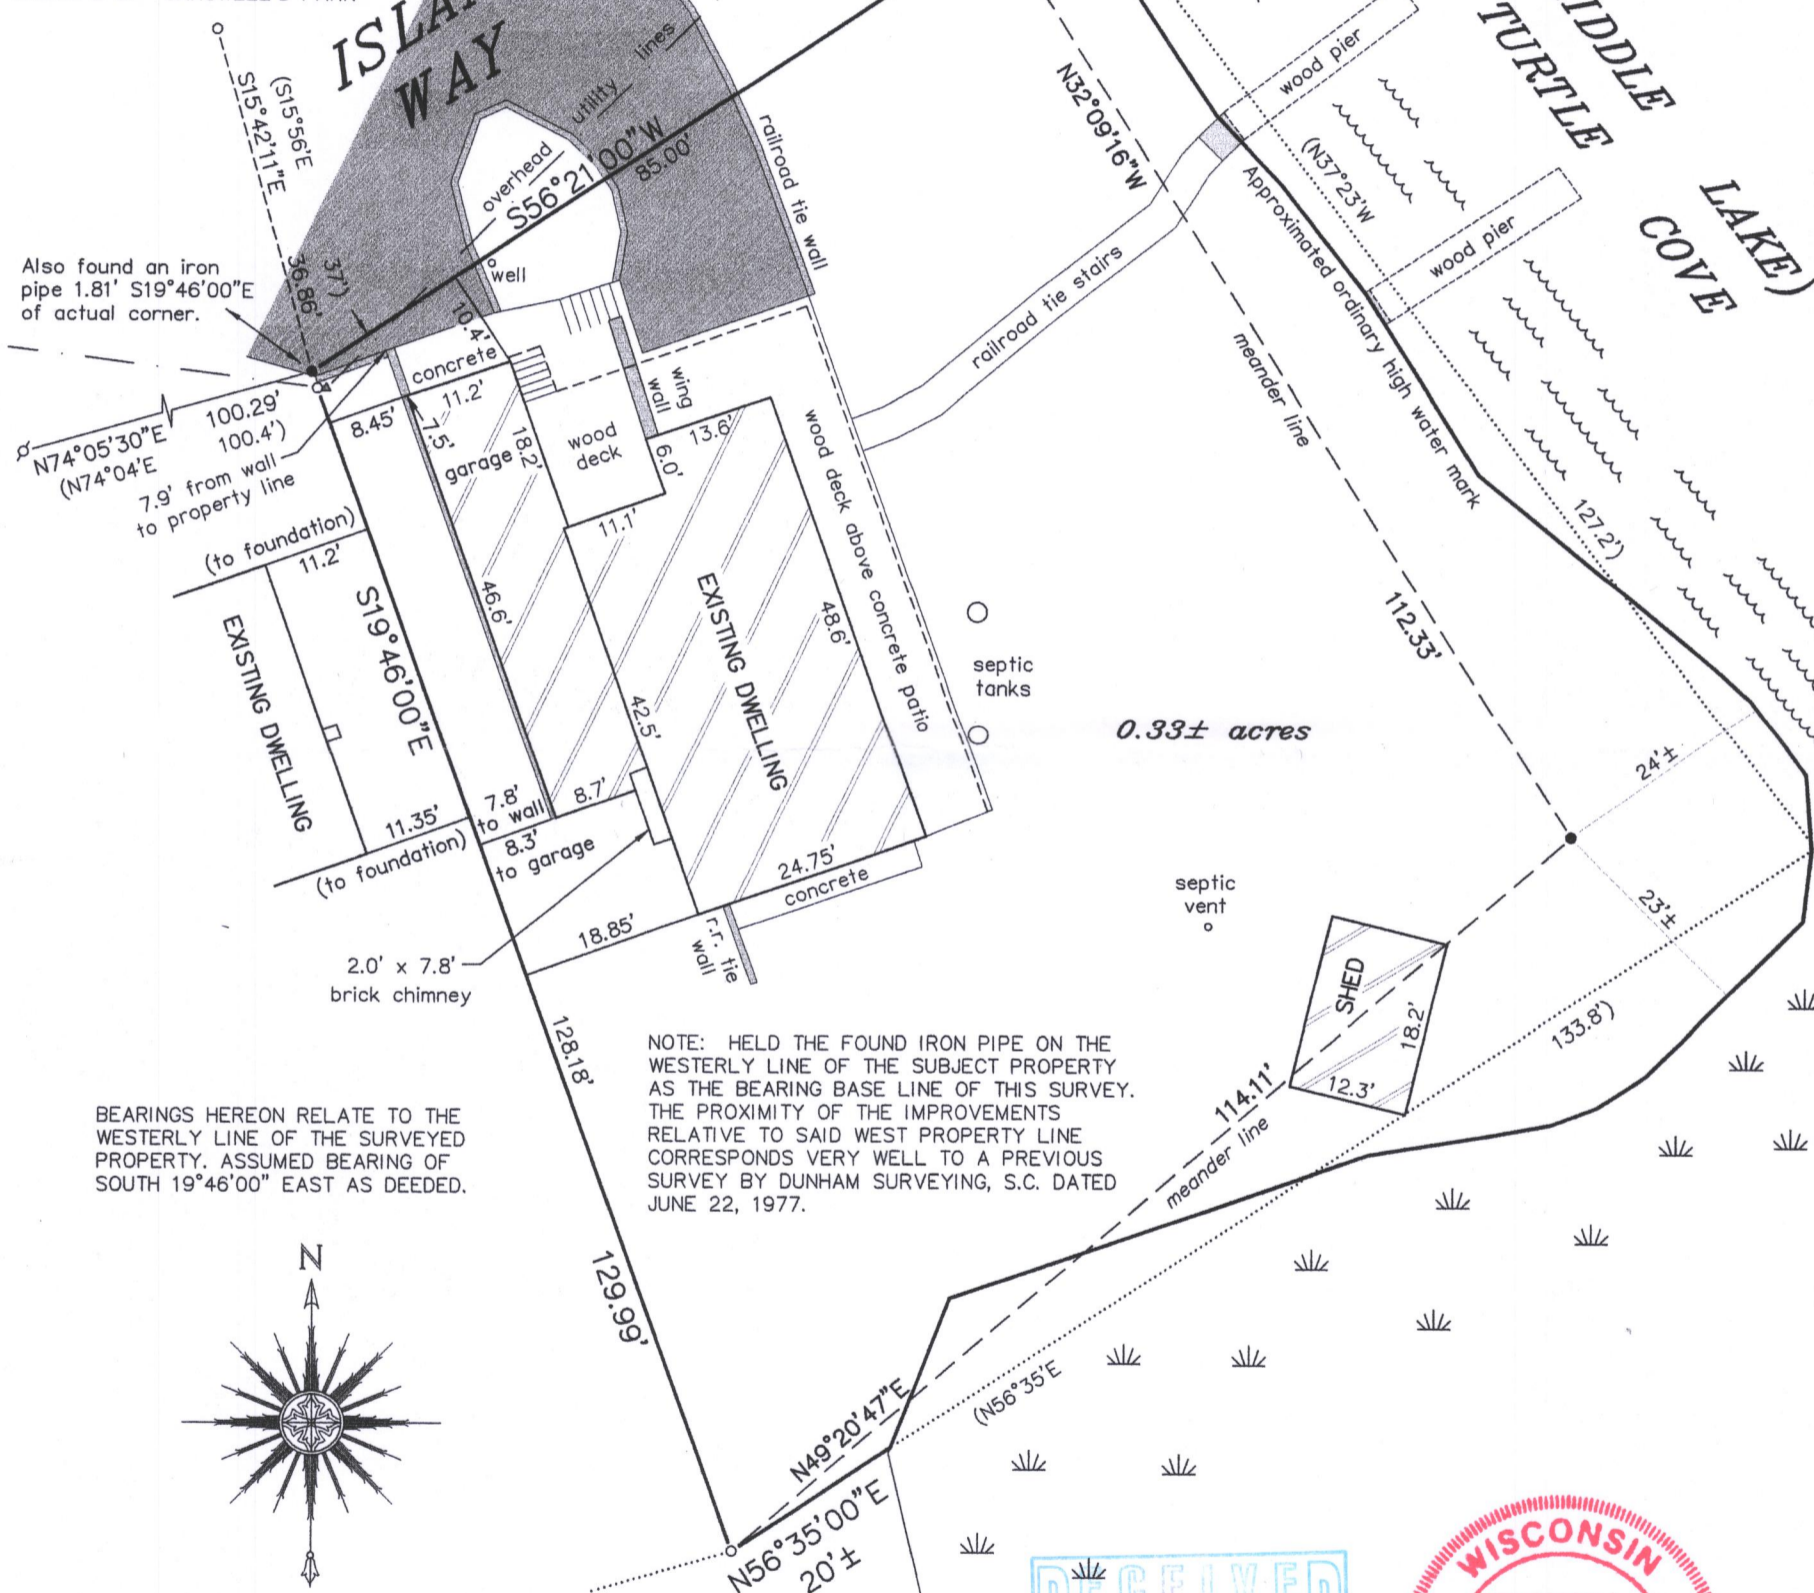 ISLA
WAY
(S15°56'E
S15°42'11"E
37')
36.86'
Also found an iron
pipe 1.81' S19°46'00"E
of actual corner.
overhead
utility
lines
S56°21'00"W
85.00'
well
railroad tie wall
N32°09'16"W
wood pier
IDDLE
TURTLE
LAKE)
COVE
(N37°23'W
127.2')
wood pier
Approximated ordinary high water mark
railroad tie stairs
meander line
112.33'
100.29'
N74°05'30"E
100.4')
(N74°04'E
7.9' from wall
to property line
10.4'
concrete
11.2'
8.45'
7.5'
garage
18.2'
wood
deck
wing
wall
13.6'
6.0'
11.1'
wood deck above concrete patio
(to foundation)
11.2'
EXISTING DWELLING
S19°46'00"E
46.6'
42.5'
EXISTING DWELLING
48.6'
septic
tanks
0.33± acres
24'±
23'±
11.35'
(to foundation)
7.8'
to wall
8.7'
8.3'
to garage
24.75'
concrete
18.85'
r.r. tie
wall
2.0' x 7.8'
brick chimney
septic
vent
SHED
18.2'
12.3'
133.8')
128.18'
129.99'
NOTE: HELD THE FOUND IRON PIPE ON THE
WESTERLY LINE OF THE SUBJECT PROPERTY
AS THE BEARING BASE LINE OF THIS SURVEY.
THE PROXIMITY OF THE IMPROVEMENTS
RELATIVE TO SAID WEST PROPERTY LINE
CORRESPONDS VERY WELL TO A PREVIOUS
SURVEY BY DUNHAM SURVEYING, S.C. DATED
JUNE 22, 1977.
BEARINGS HEREON RELATE TO THE
WESTERLY LINE OF THE SURVEYED
PROPERTY. ASSUMED BEARING OF
SOUTH 19°46'00" EAST AS DEEDED.
114.11'
meander line
N
N49°20'47"E
(N56°35'E
N56°35'00"E
20'±
RECEIVED
WISCONSIN